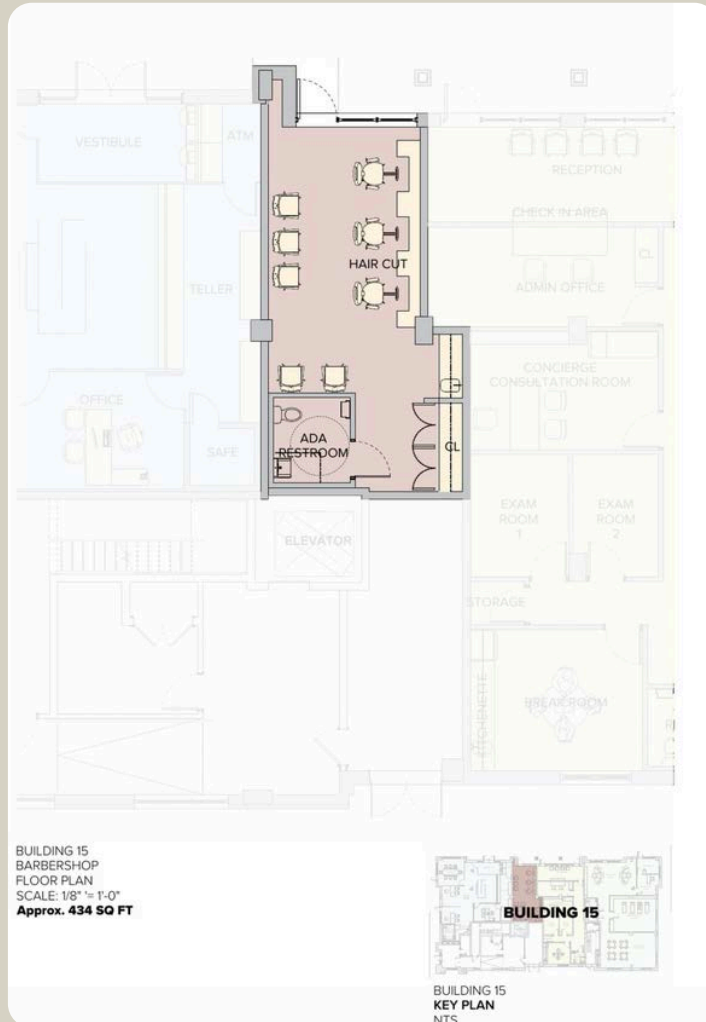 VESTIBULE
ATM
RECEPTION
CHECK IN AREA
HAIR CUT
CL
TELLER
ADMIN OFFICE
CONCIERGE
CONSULTATION ROOM
OFFICE
SAFE
ADA
RESTROOM
CL
EXAM
ROOM
1
EXAM
ROOM
2
ELEVATOR
STORAGE
BREAK ROOM
KITCHENETTE
BUILDING 15
BARBERSHOP
FLOOR PLAN
SCALE: 1/8" '= 1'-0"
Approx. 434 SQ FT
BUILDING 15
BUILDING 15
KEY PLAN
NTS